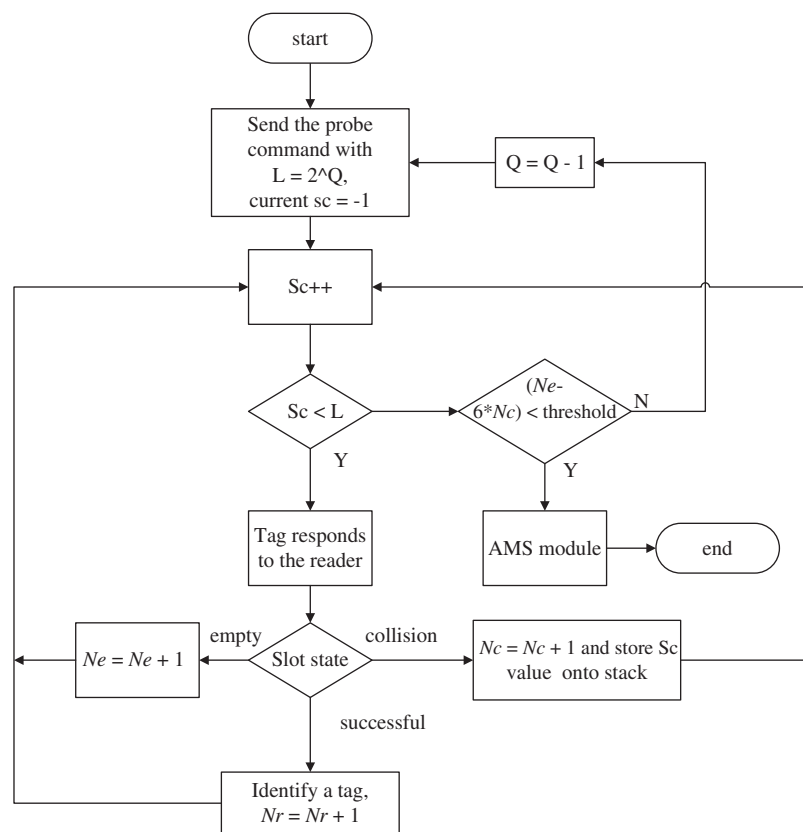 start
Send the probe
command with
L = 2^Q,
current sc = -1
Q = Q - 1
Sc++
Sc < L
(Ne-
6*Nc) < threshold
N
Y
Y
Tag responds
to the reader
AMS module
end
Ne = Ne + 1
empty
Slot state
collision
Nc = Nc + 1 and store Sc
value onto stack
successful
Identify a tag,
Nr = Nr + 1